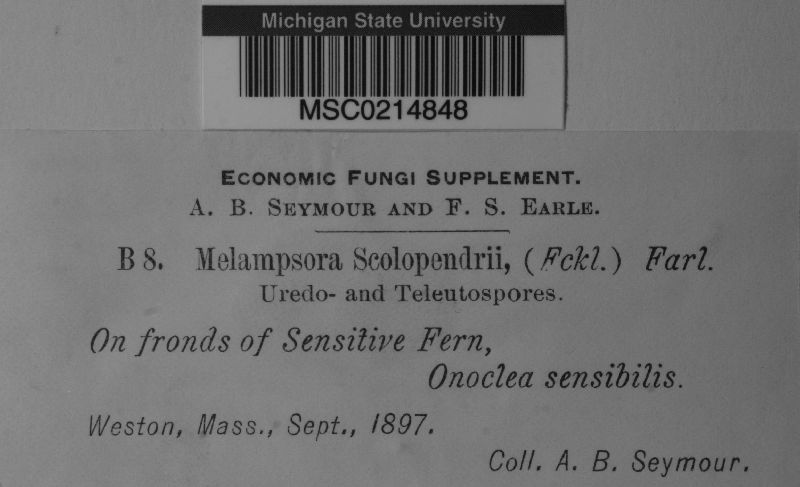 Michigan State University
MSC0214848
ECONOMIC FUNGI SUPPLEMENT.
A. B. SEYMOUR AND F. S. EARLE.
B 8. Melampsora Scolopendrii, (Fckl.) Farl.
Uredo- and Teleutospores.
On fronds of Sensitive Fern,
Onoclea sensibilis.
Weston, Mass., Sept., 1897.
Coll. A. B. Seymour.